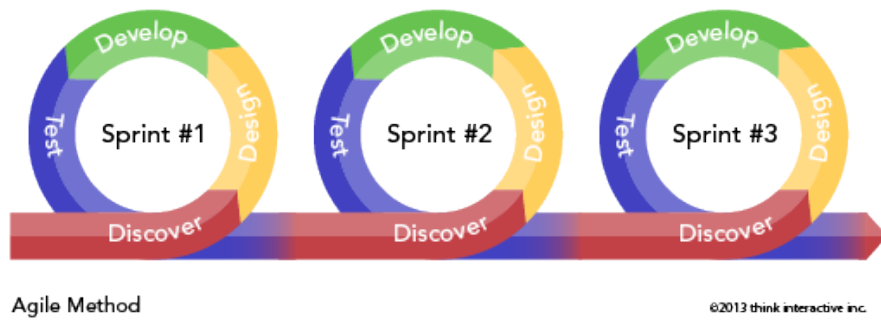 Develop
Design
Test
Sprint #1
Discover
Develop
Design
Test
Sprint #2
Discover
Develop
Design
Test
Sprint #3
Discover
Agile Method
©2013 think interactive inc.